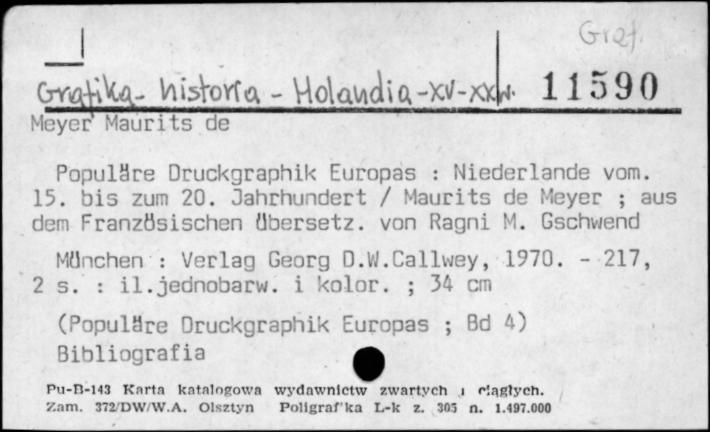 Graf.
Grafika - historia - Holandia - XV-XXw. 11590
Meyer Maurits de
Populäre Druckgraphik Europas : Niederlande vom.
15. bis zum 20. Jahrhundert / Maurits de Meyer ; aus
dem Französischen übersetz. von Ragni M. Gschwend
München : Verlag Georg D.W.Callwey, 1970. - 217,
2 s. : il.jednobarw. i kolor. ; 34 cm
(Populäre Druckgraphik Europas ; Bd 4)
Bibliografia
Pu-B-143 Karta katalogowa wydawnictw zwartych i ciągłych.
Zam. 372/DW/W.A. Olsztyn Poligraf'ka L-k z. 305 n. 1.497.000